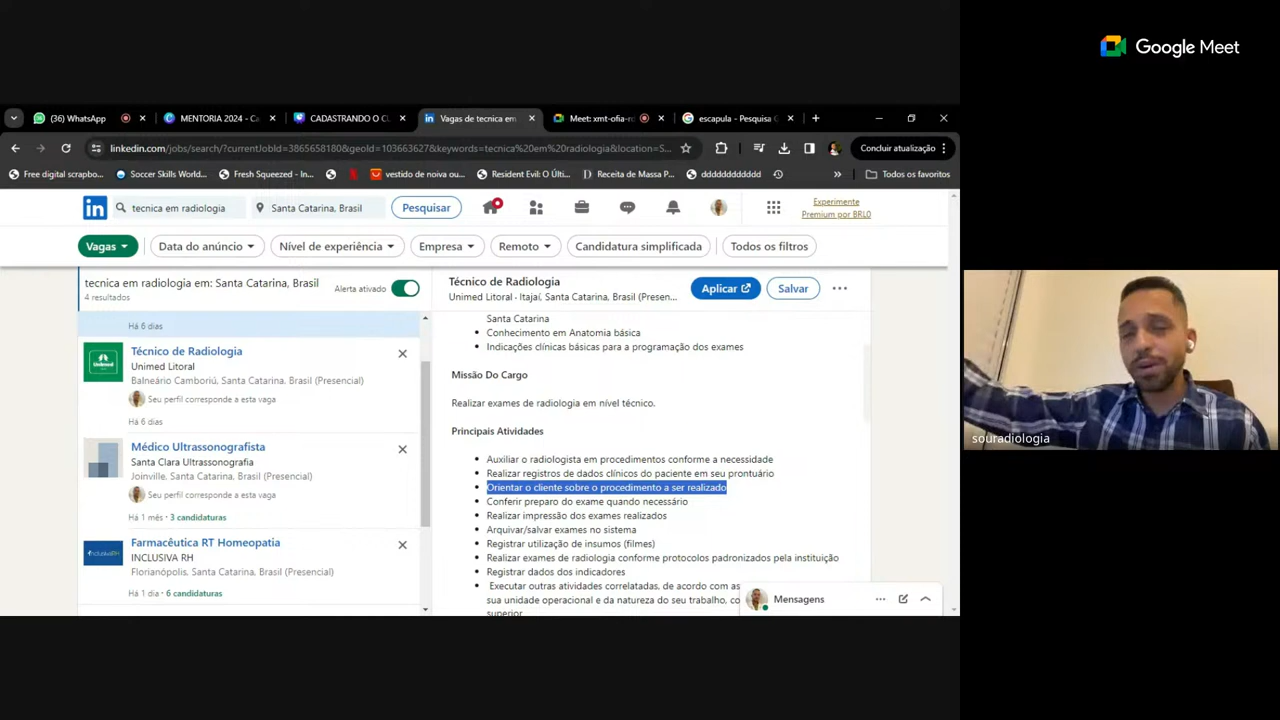 Google Meet
(36) WhatsApp
MENTORIA 2024 - Ca
CADASTRANDO O C
Vagas de tecnica em
Meet: xmt-ofia-r
escapula - Pesquisa G
linkedin.com/jobs/search/?currentJobId=3865658180&geoId=103663627&keywords=tecnica%20em%20radiologia&location=S...
Concluir atualização
Free digital scrapbo...
Soccer Skills World...
Fresh Squeezed - In...
vestido de noiva ou...
Resident Evil: O Últi...
Receita de Massa P...
dddddddddddd
»
Todos os favoritos
in
tecnica em radiologia
Santa Catarina, Brasil
Pesquisar
Experimente
Premium por BRL0
Vagas
Data do anúncio
Nível de experiência
Empresa
Remoto
Candidatura simplificada
Todos os filtros
tecnica em radiologia em: Santa Catarina, Brasil
4 resultados
Alerta ativado
Há 6 dias
Técnico de Radiologia
Unimed Litoral
Balneário Camboriú, Santa Catarina, Brasil (Presencial)
Seu perfil corresponde a esta vaga
Há 6 dias
Médico Ultrassonografista
Santa Clara Ultrassonografia
Joinville, Santa Catarina, Brasil (Presencial)
Seu perfil corresponde a esta vaga
Há 1 mês • 3 candidaturas
Farmacêutica RT Homeopatia
INCLUSIVA RH
Florianópolis, Santa Catarina, Brasil (Presencial)
Há 1 dia • 6 candidaturas
Técnico de Radiologia
Unimed Litoral · Itajaí, Santa Catarina, Brasil (Presen...
Aplicar
Salvar
Santa Catarina
• Conhecimento em Anatomia básica
• Indicações clínicas básicas para a programação dos exames
Missão Do Cargo
Realizar exames de radiologia em nível técnico.
Principais Atividades
• Auxiliar o radiologista em procedimentos conforme a necessidade
• Realizar registros de dados clínicos do paciente em seu prontuário
• Orientar o cliente sobre o procedimento a ser realizado
• Conferir preparo do exame quando necessário
• Realizar impressão dos exames realizados
• Arquivar/salvar exames no sistema
• Registrar utilização de insumos (filmes)
• Realizar exames de radiologia conforme protocolos padronizados pela instituição
• Registrar dados dos indicadores
• Executar outras atividades correlatadas, de acordo com as
sua unidade operacional e da natureza do seu trabalho, co
superior
Mensagens
souradiologia